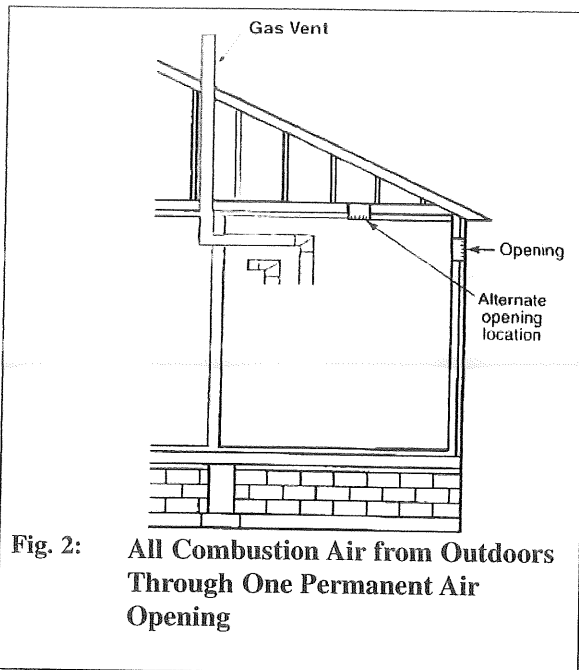 Gas Vent
Opening
Alternate
opening
location
Fig. 2: All Combustion Air from Outdoors
Through One Permanent Air
Opening